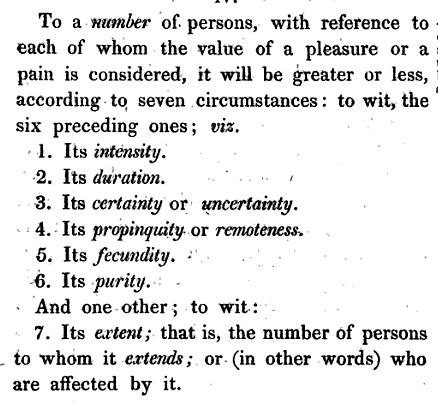 To a number of persons, with reference to
each of whom the value of a pleasure or a
pain is considered, it will be greater or less,
according to seven circumstances: to wit, the
six preceding ones; viz.
1. Its intensity.
2. Its duration.
3. Its certainty or uncertainty.
4. Its propinquity or remoteness.
5. Its fecundity.
6. Its purity.
And one other; to wit:
7. Its extent; that is, the number of persons
to whom it extends; or (in other words) who
are affected by it.